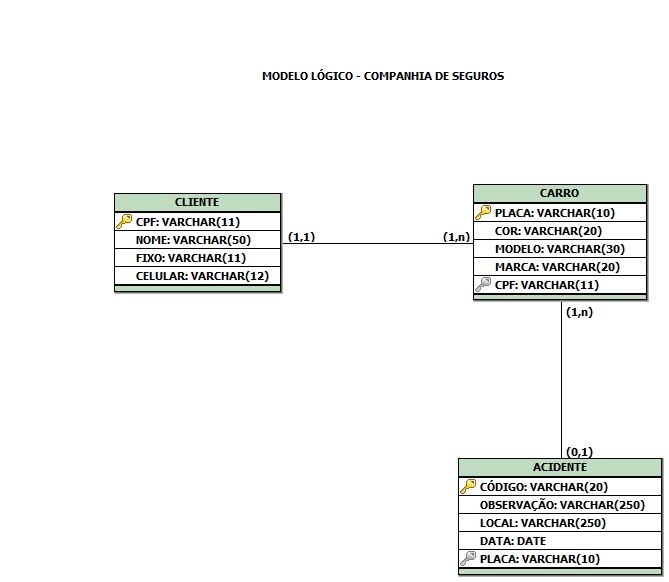 MODELO LÓGICO - COMPANHIA DE SEGUROS
CLIENTE
CPF: VARCHAR(11)
NOME: VARCHAR(50)
FIXO: VARCHAR(11)
CELULAR: VARCHAR(12)
(1,1)
(1,n)
CARRO
PLACA: VARCHAR(10)
COR: VARCHAR(20)
MODELO: VARCHAR(30)
MARCA: VARCHAR(20)
CPF: VARCHAR(11)
(1,n)
(0,1)
ACIDENTE
CÓDIGO: VARCHAR(20)
OBSERVAÇÃO: VARCHAR(250)
LOCAL: VARCHAR(250)
DATA: DATE
PLACA: VARCHAR(10)